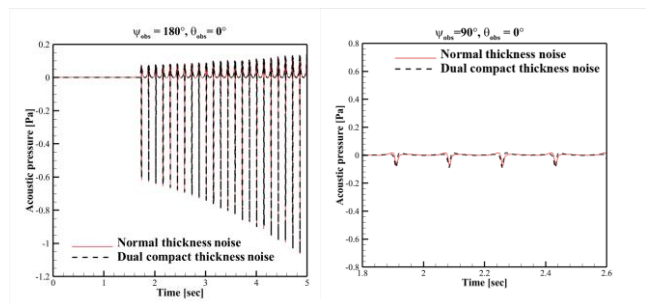 ψobs = 180°, θobs = 0°
Acoustic pressure [Pa]
0.2
0
-0.2
-0.4
-0.6
-0.8
-1
-1.2
Normal thickness noise
Dual compact thickness noise
0 1 2 3 4 5
Time [sec]
ψobs=90°, θobs = 0°
Acoustic pressure [Pa]
0.8
0.6
0.4
0.2
0
-0.2
-0.4
-0.6
-0.8
Normal thickness noise
Dual compact thickness noise
1.8 2 2.2 2.4 2.6
Time [sec]